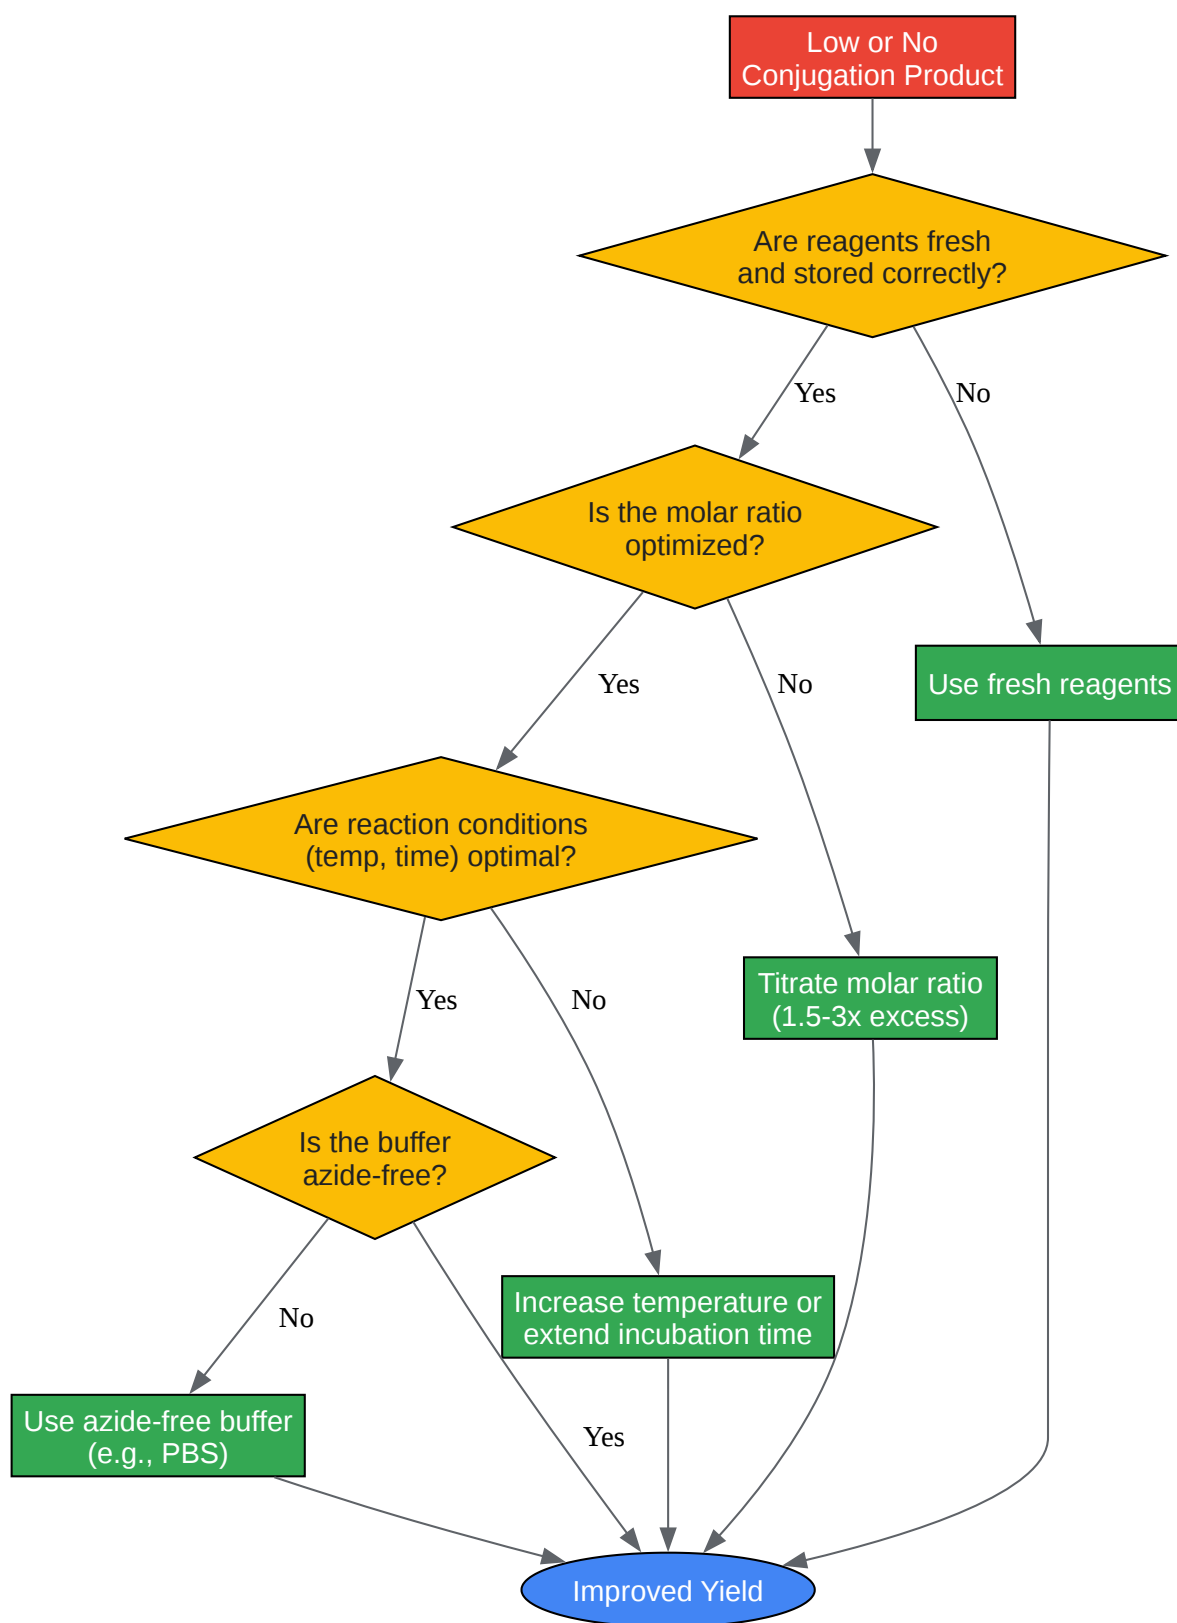 Low or No
Conjugation Product
Are reagents fresh
and stored correctly?
Yes
No
Is the molar ratio
optimized?
Yes
No
Use fresh reagents
Are reaction conditions
(temp, time) optimal?
Yes
No
Titrate molar ratio
(1.5-3x excess)
Is the buffer
azide-free?
No
Increase temperature or
extend incubation time
Use azide-free buffer
(e.g., PBS)
Yes
Improved Yield